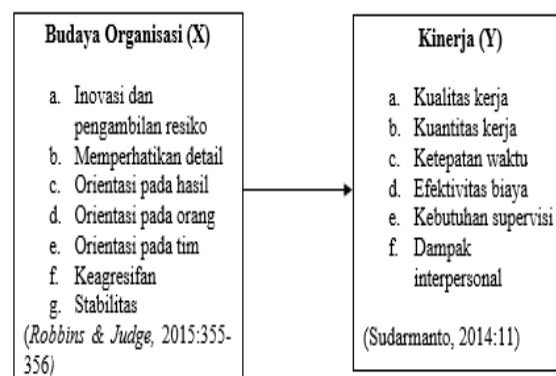 Budaya Organisasi (X)
a. Inovasi dan
pengambilan resiko
b. Memperhatikan detail
c. Orientasi pada hasil
d. Orientasi pada orang
e. Orientasi pada tim
f. Keagresifan
g. Stabilitas
(Robbins & Judge, 2015:355-
356)
Kinerja (Y)
a. Kualitas kerja
b. Kuantitas kerja
c. Ketepatan waktu
d. Efektivitas biaya
e. Kebutuhan supervisi
f. Dampak
interpersonal
(Sudarmanto, 2014:11)